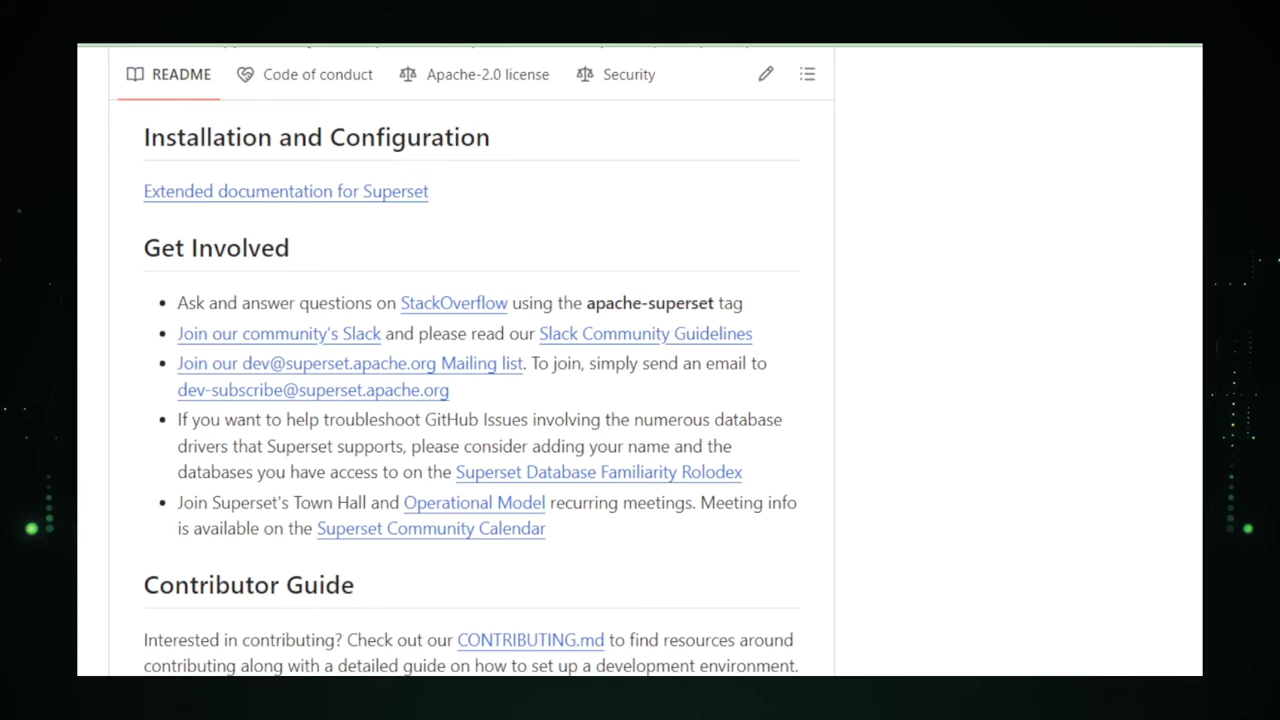 README Code of conduct Apache-2.0 license Security
Installation and Configuration
Extended documentation for Superset
Get Involved
Ask and answer questions on StackOverflow using the apache-superset tag
Join our community's Slack and please read our Slack Community Guidelines
Join our dev@superset.apache.org Mailing list. To join, simply send an email to
dev-subscribe@superset.apache.org
If you want to help troubleshoot GitHub Issues involving the numerous database
drivers that Superset supports, please consider adding your name and the
databases you have access to on the Superset Database Familiarity Rolodex
Join Superset's Town Hall and Operational Model recurring meetings. Meeting info
is available on the Superset Community Calendar
Contributor Guide
Interested in contributing? Check out our CONTRIBUTING.md to find resources around
contributing along with a detailed guide on how to set up a development environment.